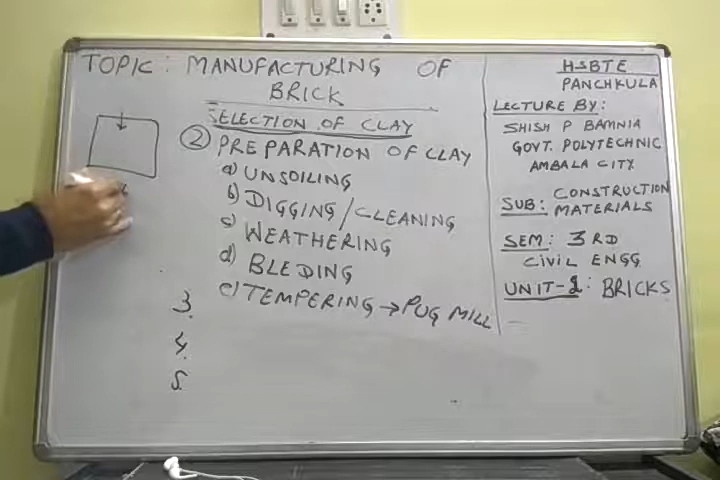 TOPIC: MANUFACTURING OF
BRICK
SELECTION OF CLAY
② PREPARATION OF CLAY
a) UNSOILING
b) DIGGING/CLEANING
c) WEATHERING
d) BLEDING
e) TEMPERING → PUG MILL
3.
4.
5.
HSBTE
PANCHKULA
LECTURE BY:
SHISH P BAMNIA
GOVT. POLYTECHNIC
AMBALA CITY
SUB: CONSTRUCTION
MATERIALS
SEM: 3RD
CIVIL ENGG
UNIT-1: BRICKS